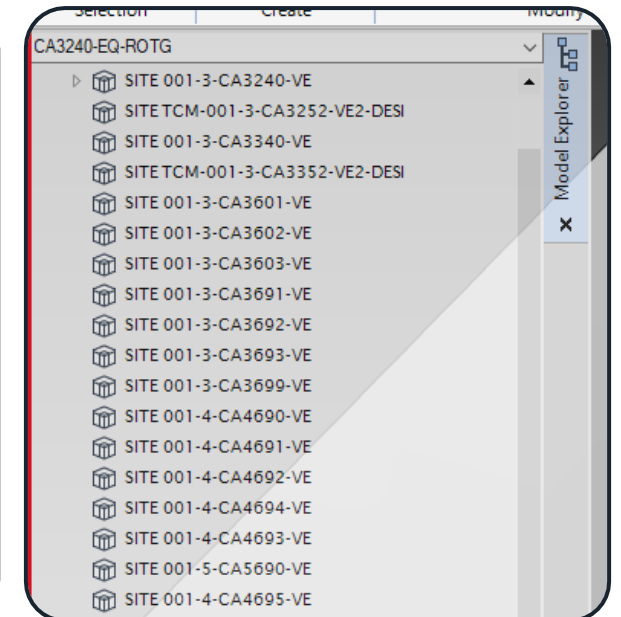 Selection Create Modify
CA3240-EQ-ROTG
SITE 001-3-CA3240-VE
SITE TCM-001-3-CA3252-VE2-DESI
SITE 001-3-CA3340-VE
SITE TCM-001-3-CA3352-VE2-DESI
SITE 001-3-CA3601-VE
SITE 001-3-CA3602-VE
SITE 001-3-CA3603-VE
SITE 001-3-CA3691-VE
SITE 001-3-CA3692-VE
SITE 001-3-CA3693-VE
SITE 001-3-CA3699-VE
SITE 001-4-CA4690-VE
SITE 001-4-CA4691-VE
SITE 001-4-CA4692-VE
SITE 001-4-CA4694-VE
SITE 001-4-CA4693-VE
SITE 001-5-CA5690-VE
SITE 001-4-CA4695-VE
Model Explorer